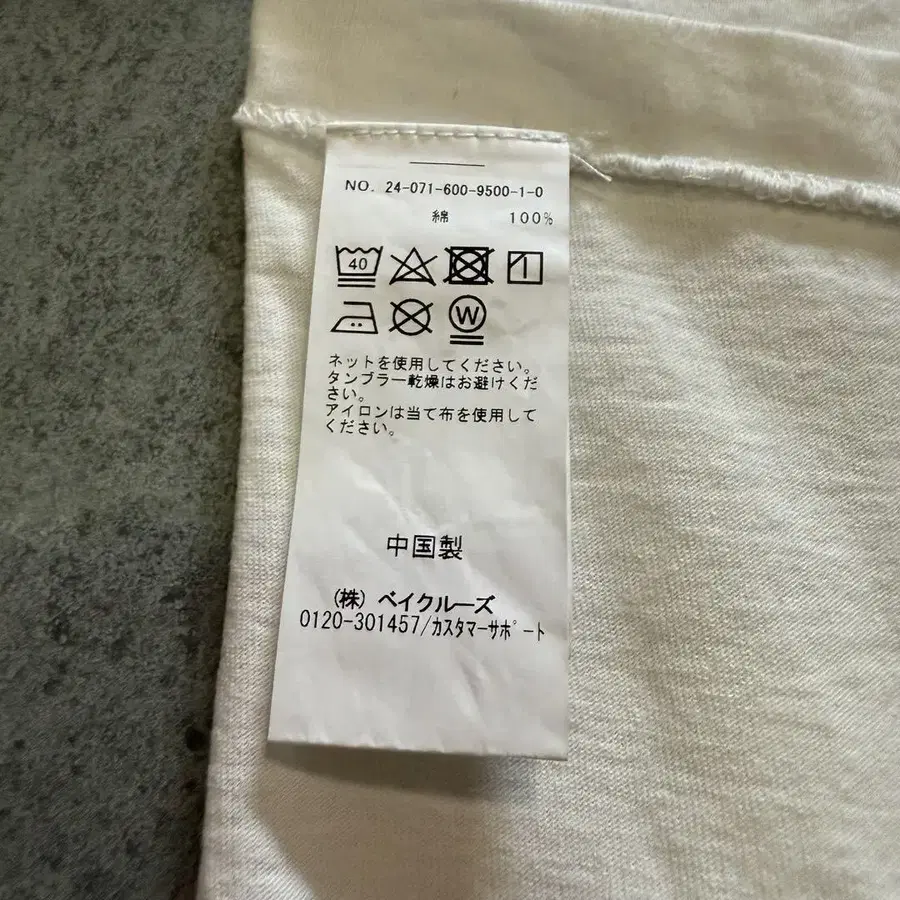 NO. 24-071-600-9500-1-0
綿 100%
40
W
ネットを使用してください。
タンブラー乾燥はお避けくだ
さい。
アイロンは当て布を使用して
ください。
中国製
(株) ベイクルーズ
0120-301457/カスタマーサポート